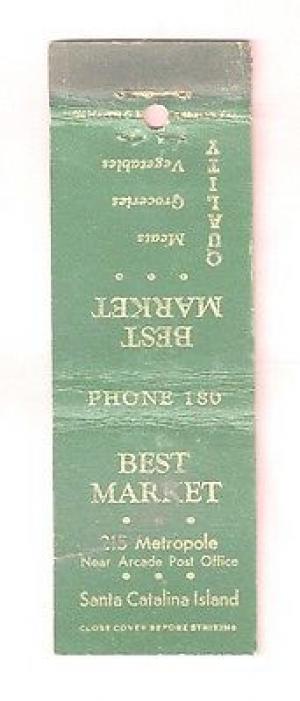 QUALITY
Meats
Groceries
Vegetables
BEST
MARKET
PHONE 180
BEST
MARKET
215 Metropole
Near Arcade Post Office
Santa Catalina Island
CLOSE COVER BEFORE STRIKING